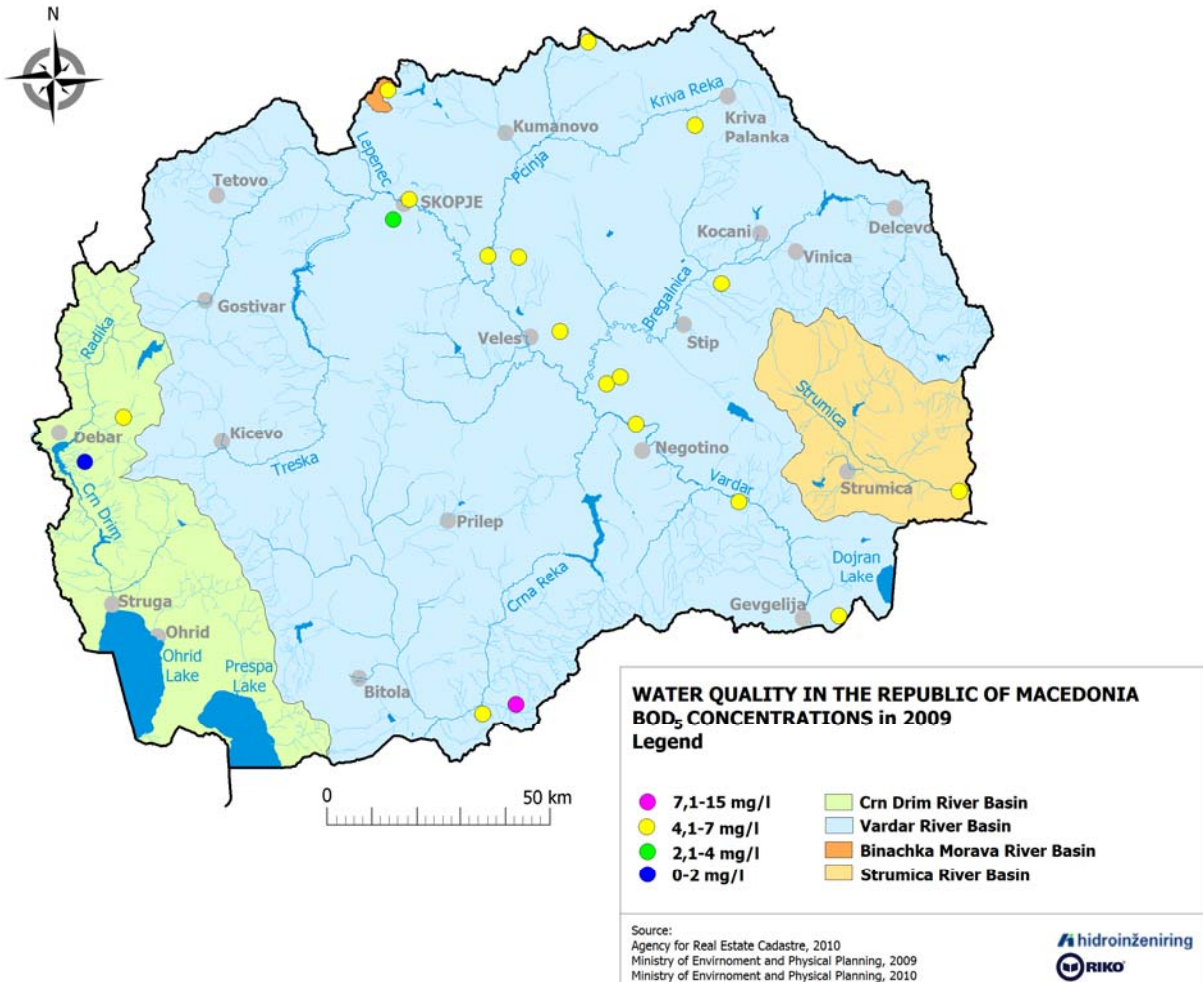 N
Kriva Reka
Kriva
Palanka
Kumanovo
Lepenec
Pcinja
Tetovo
SKOPJE
Delcevo
Kocani
Vinica
Gostivar
Bregalnica
Radika
Veles
Stip
Strumica
Debar
Kicevo
Negotino
Treska
Vardar
Strumica
Crn Drim
Prilep
Dojran
Lake
Crna Reka
Struga
Gevgelija
Ohrid
Ohrid
Lake
Prespa
Lake
Bitola
0 50 km
WATER QUALITY IN THE REPUBLIC OF MACEDONIA
BOD₅ CONCENTRATIONS in 2009
Legend
7,1-15 mg/l Crn Drim River Basin
4,1-7 mg/l Vardar River Basin
2,1-4 mg/l Binachka Morava River Basin
0-2 mg/l Strumica River Basin
Source:
Agency for Real Estate Cadastre, 2010
Ministry of Envirnoment and Physical Planning, 2009
Ministry of Envirnoment and Physical Planning, 2010
hidroinženiring
RIKO